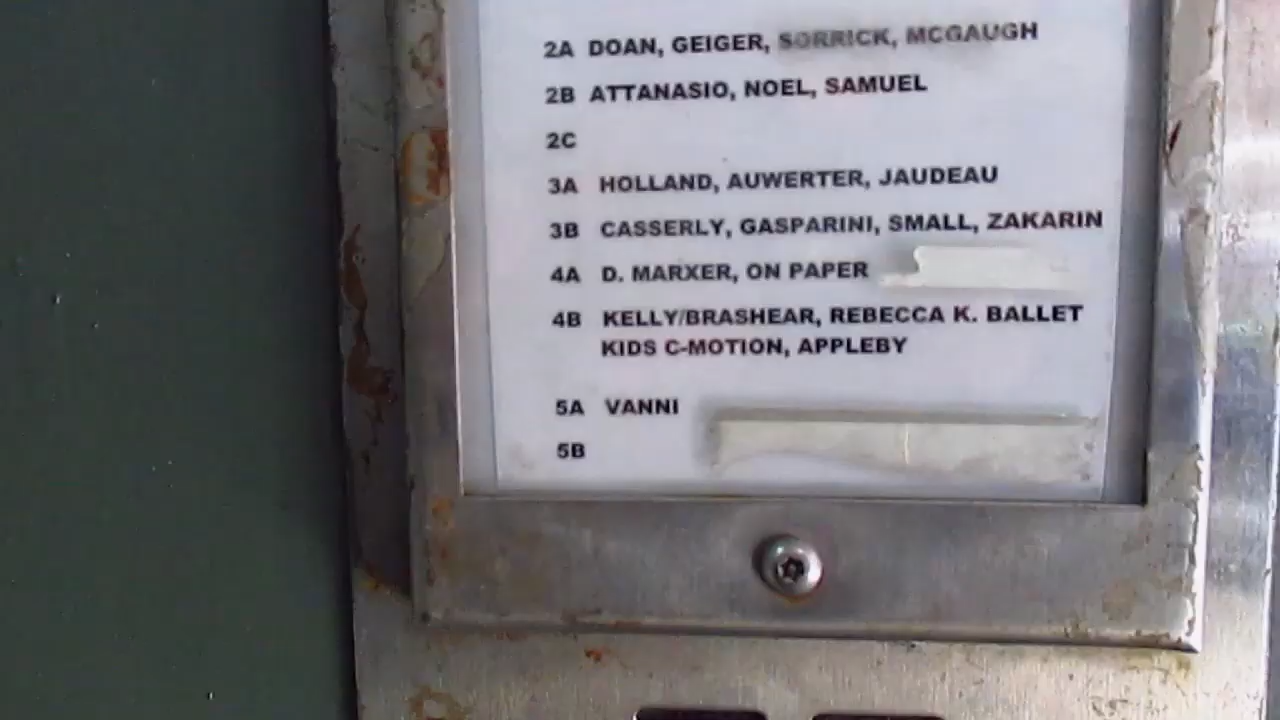 2A DOAN, GEIGER, SORRICK, MCGAUGH
2B ATTANASIO, NOEL, SAMUEL
2C
3A HOLLAND, AUWERTER, JAUDEAU
3B CASSERLY, GASPARINI, SMALL, ZAKARIN
4A D. MARXER, ON PAPER
4B KELLY/BRASHEAR, REBECCA K. BALLET
KIDS C-MOTION, APPLEBY
5A VANNI
5B